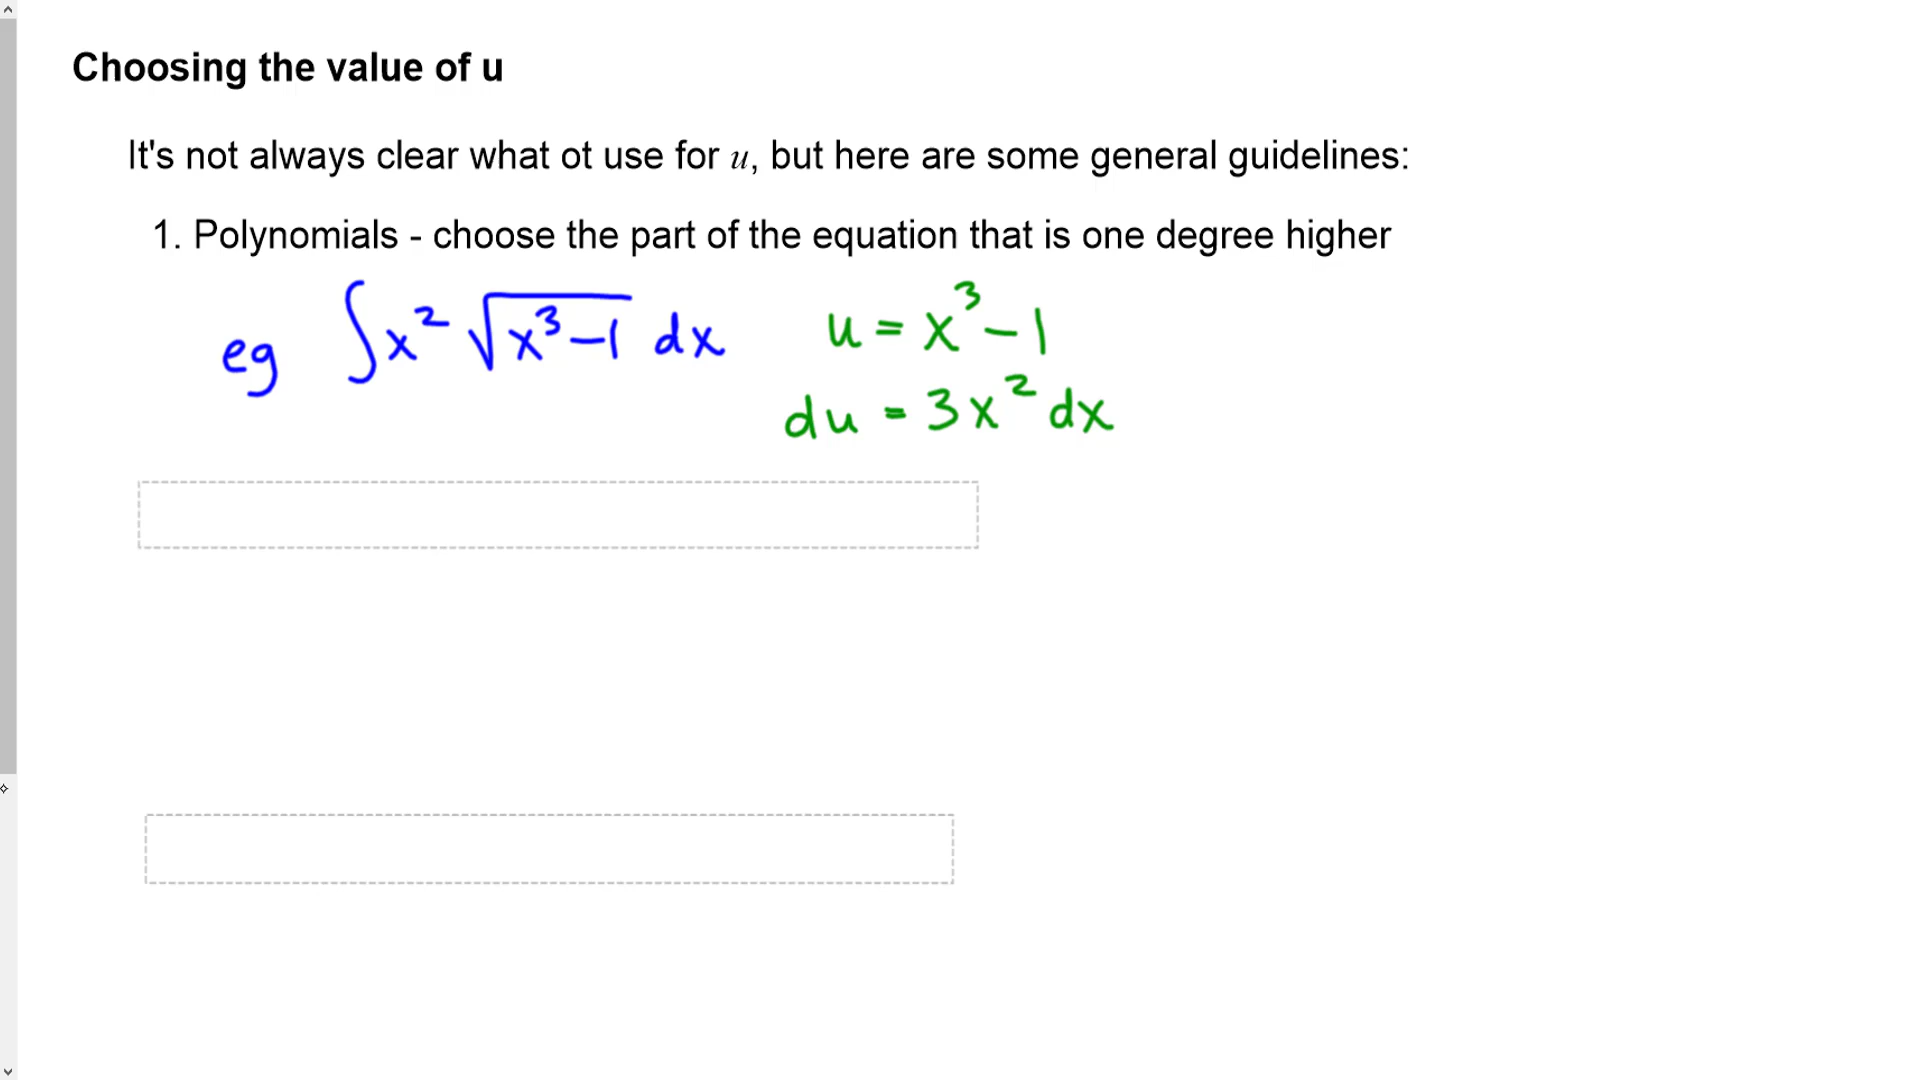 Choosing the value of u
It's not always clear what ot use for u, but here are some general guidelines:
1. Polynomials - choose the part of the equation that is one degree higher
eg ∫x²√(x³−1) dx u = x³−1
du = 3x² dx